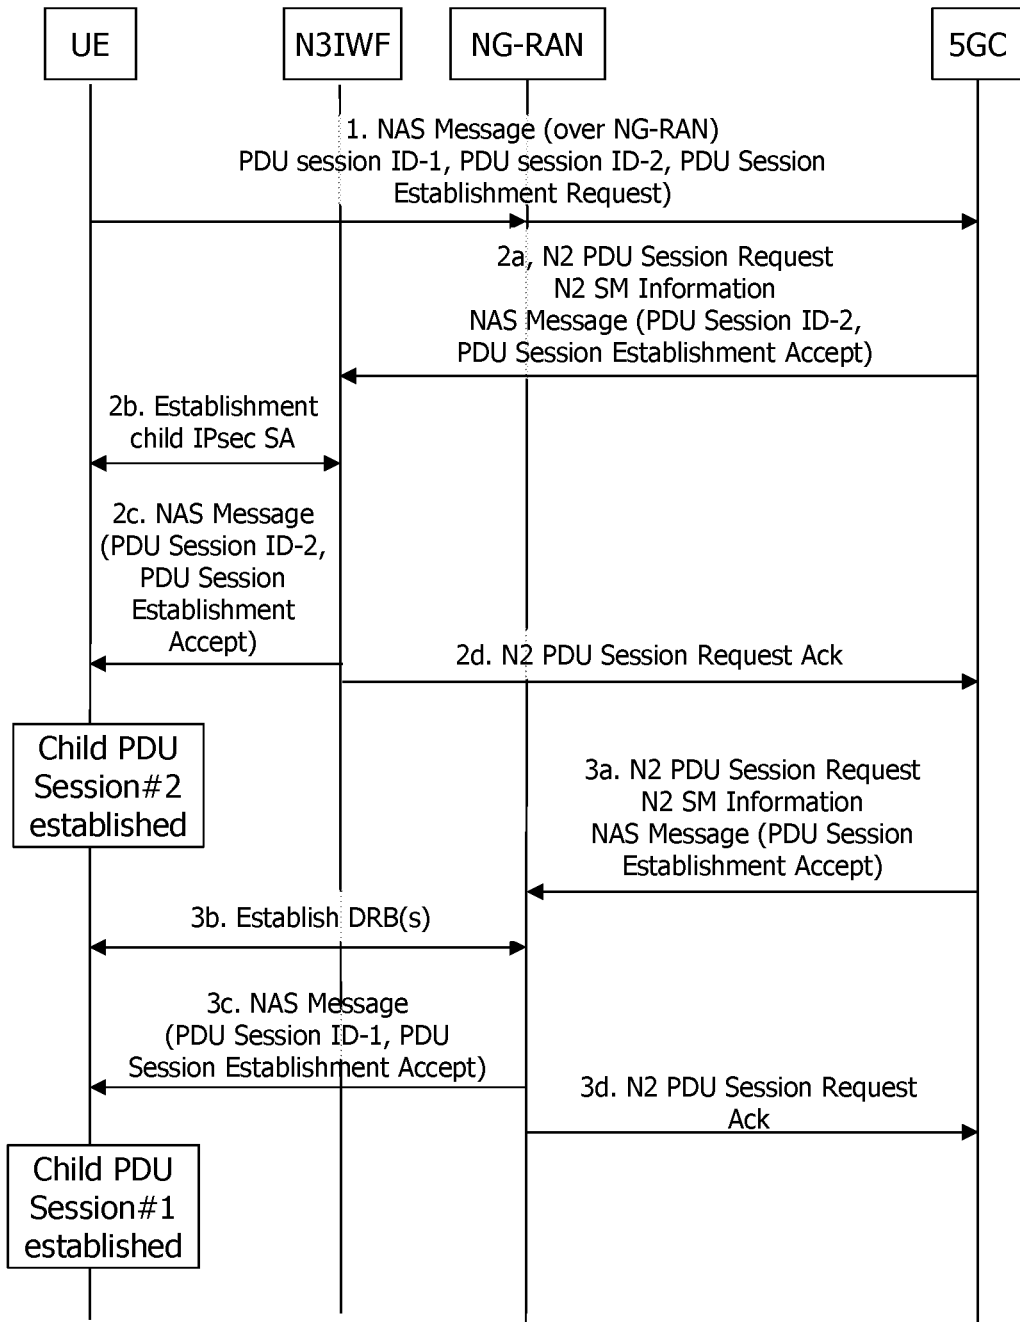 UE
N3IWF
NG-RAN
5GC
1. NAS Message (over NG-RAN)
PDU session ID-1, PDU session ID-2, PDU Session
Establishment Request)
2a, N2 PDU Session Request
N2 SM Information
NAS Message (PDU Session ID-2,
PDU Session Establishment Accept)
2b. Establishment
child IPsec SA
2c. NAS Message
(PDU Session ID-2,
PDU Session
Establishment
Accept)
2d. N2 PDU Session Request Ack
Child PDU
Session#2
established
3a. N2 PDU Session Request
N2 SM Information
NAS Message (PDU Session
Establishment Accept)
3b. Establish DRB(s)
3c. NAS Message
(PDU Session ID-1, PDU
Session Establishment Accept)
3d. N2 PDU Session Request
Ack
Child PDU
Session#1
established